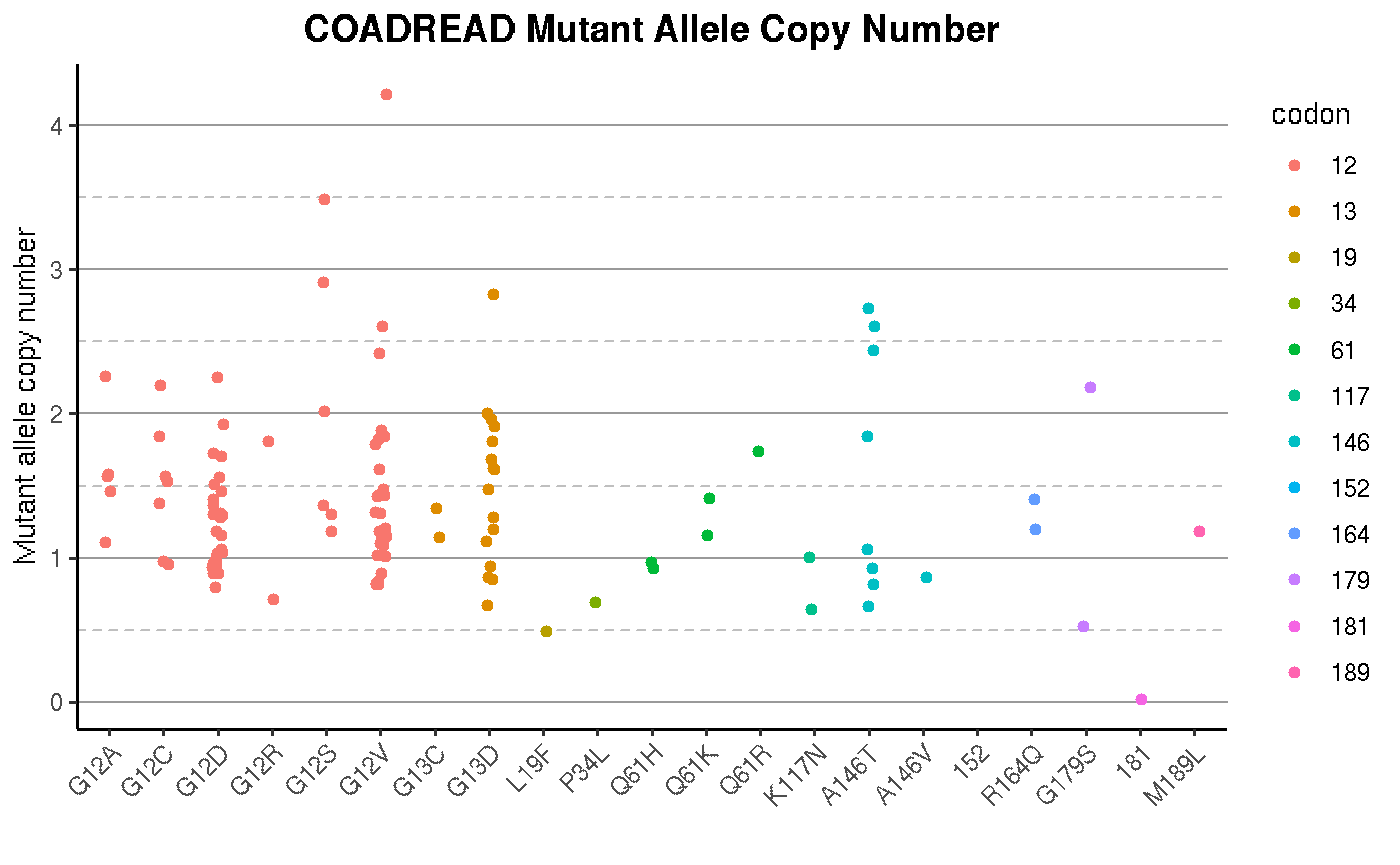 COADREAD Mutant Allele Copy Number
Mutant allele copy number
4
3
2
1
0
G12A
G12C
G12D
G12R
G12S
G12V
G13C
G13D
L19F
P34L
Q61H
Q61K
Q61R
K117N
A146T
A146V
152
R164Q
G179S
181
M189L
codon
12
13
19
34
61
117
146
152
164
179
181
189